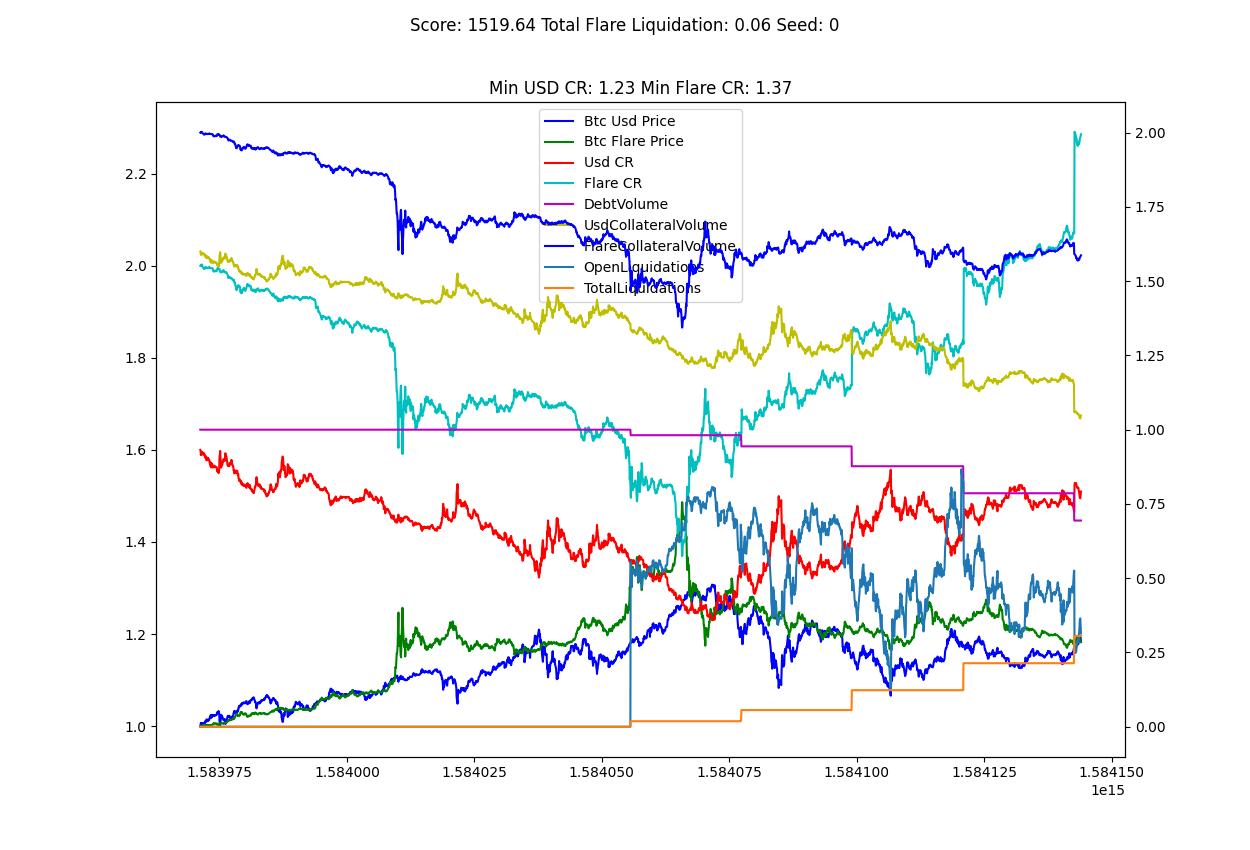 Score: 1519.64 Total Flare Liquidation: 0.06 Seed: 0
Min USD CR: 1.23 Min Flare CR: 1.37
Btc Usd Price
Btc Flare Price
Usd CR
Flare CR
DebtVolume
UsdCollateralVolume
FlareCollateralVolume
OpenLiquidations
TotalLiquidations
2.2
2.0
1.8
1.6
1.4
1.2
1.0
2.00
1.75
1.50
1.25
1.00
0.75
0.50
0.25
0.00
1.583975 1.584000 1.584025 1.584050 1.584075 1.584100 1.584125 1.584150
1e15